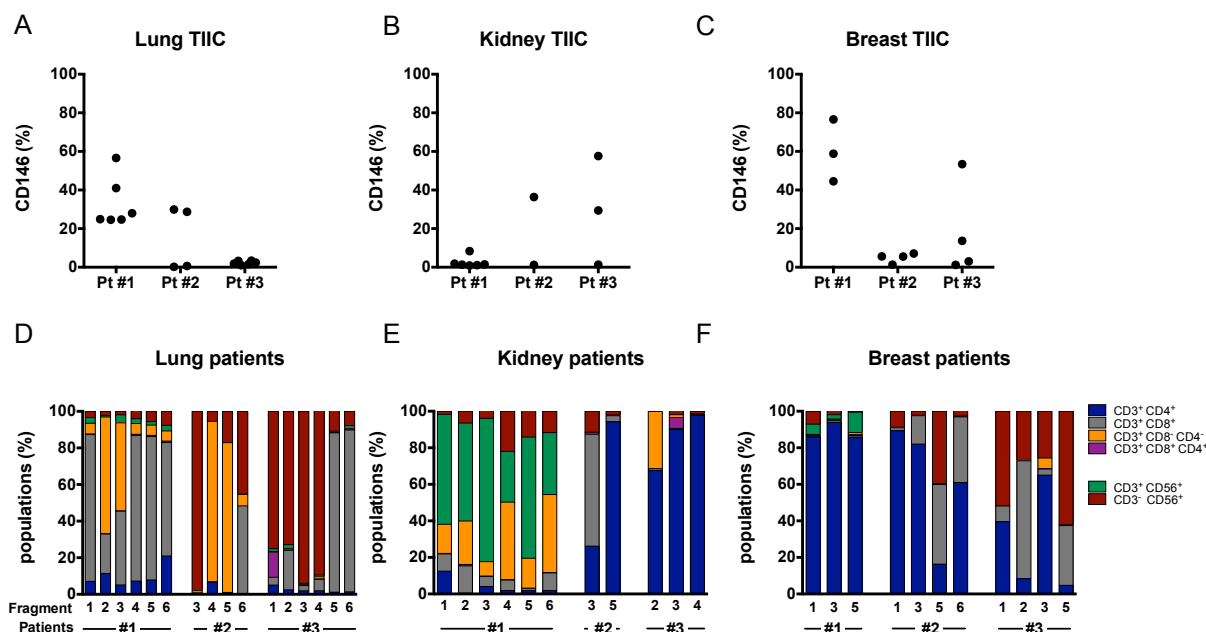 A
Lung TIIC
CD146 (%)
100
80
60
40
20
0
Pt #1 Pt #2 Pt #3
B
Kidney TIIC
CD146 (%)
100
80
60
40
20
0
Pt #1 Pt #2 Pt #3
C
Breast TIIC
CD146 (%)
100
80
60
40
20
0
Pt #1 Pt #2 Pt #3
D
Lung patients
populations (%)
100
80
60
40
20
0
Fragment 1 2 3 4 5 6 3 4 5 6 1 2 3 4 5 6
Patients #1 #2 #3
E
Kidney patients
populations (%)
100
80
60
40
20
0
1 2 3 4 5 6 3 5 2 3 4
#1 #2 #3
F
Breast patients
populations (%)
100
80
60
40
20
0
1 3 5 1 3 5 6 1 2 3 5
#1 #2 #3
CD3⁺ CD4⁺
CD3⁺ CD8⁺
CD3⁺ CD8⁻ CD4⁻
CD3⁺ CD8⁺ CD4⁺
CD3⁺ CD56⁺
CD3⁻ CD56⁺